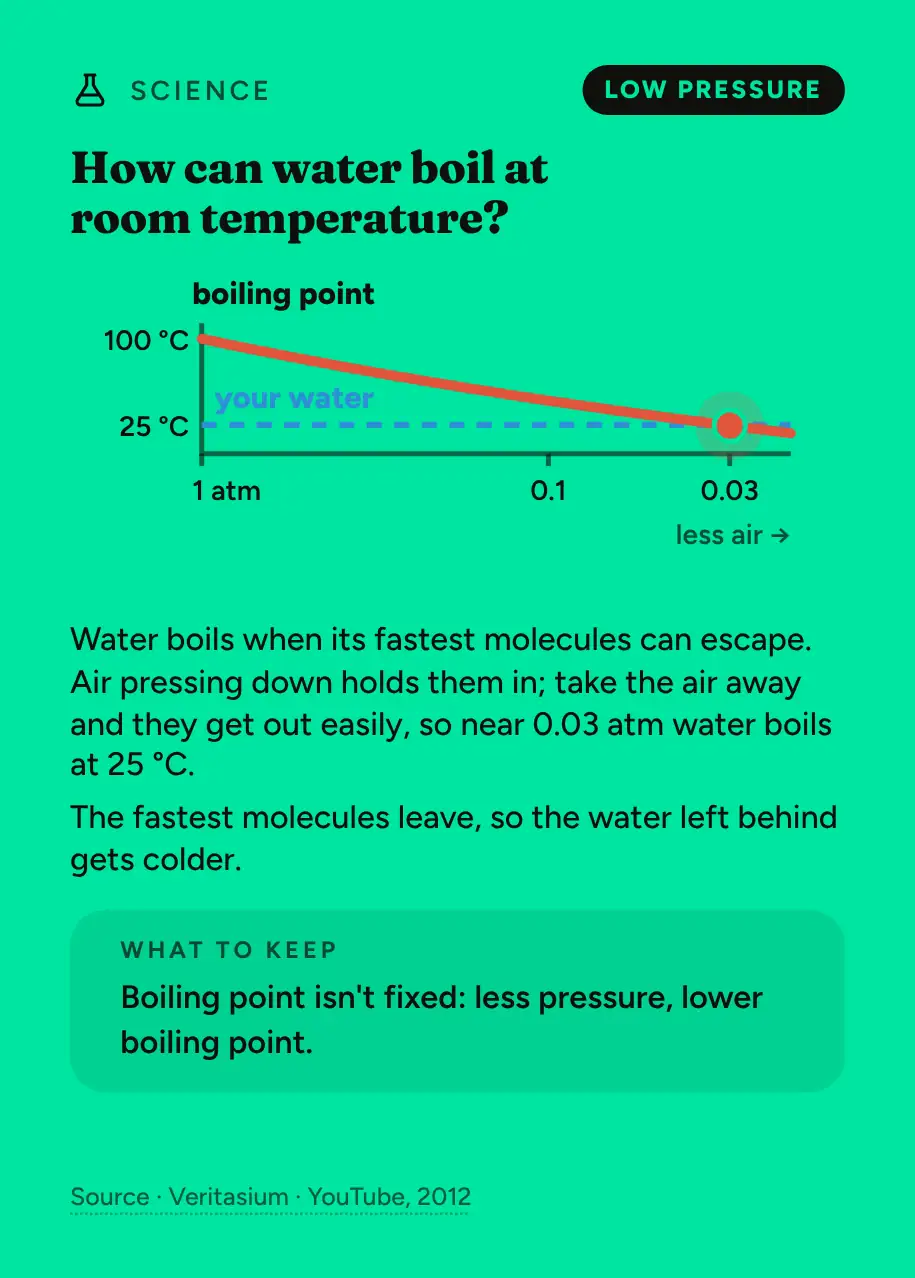 SCIENCE
LOW PRESSURE
How can water boil at
room temperature?
boiling point
100 °C
your water
25 °C
1 atm
0.1
0.03
less air →
Water boils when its fastest molecules can escape.
Air pressing down holds them in; take the air away
and they get out easily, so near 0.03 atm water boils
at 25 °C.
The fastest molecules leave, so the water left behind
gets colder.
WHAT TO KEEP
Boiling point isn't fixed: less pressure, lower
boiling point.
Source · Veritasium · YouTube, 2012